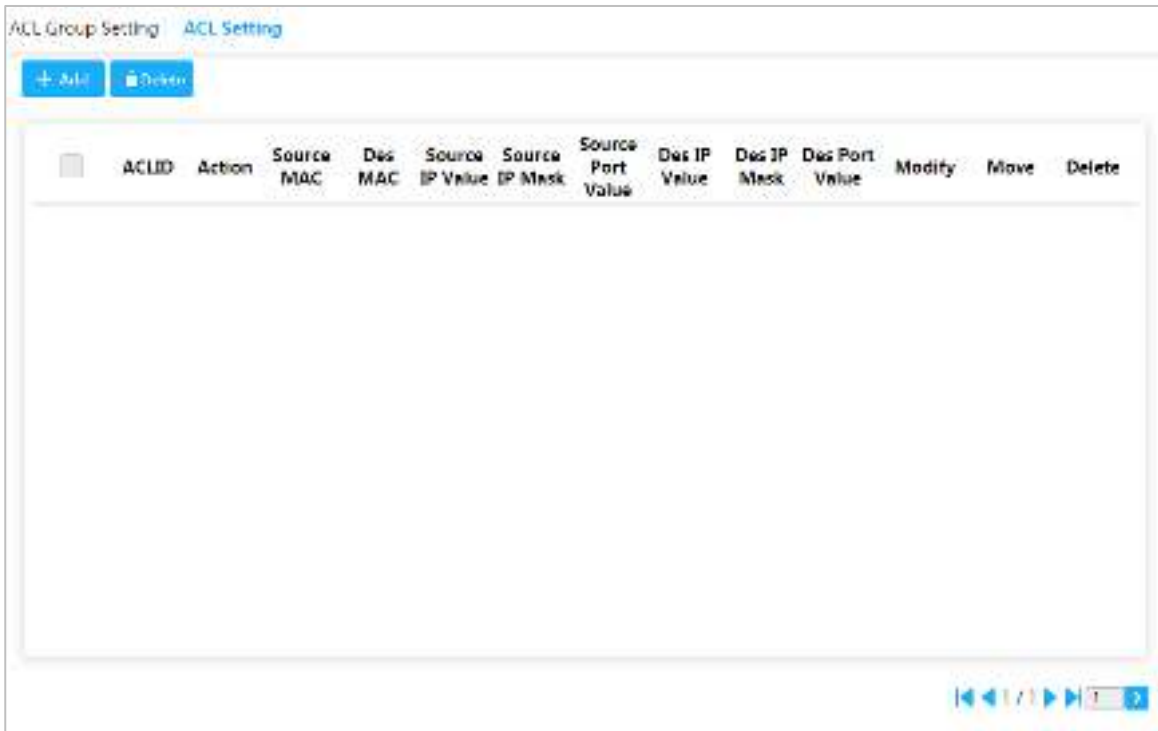 ACL Group Setting ACL Setting
+ Add Delete
ACLID Action Source MAC Des MAC Source IP Value Source IP Mask Source Port Value Des IP Value Des IP Mask Des Port Value Modify Move Delete
1 / 1 1